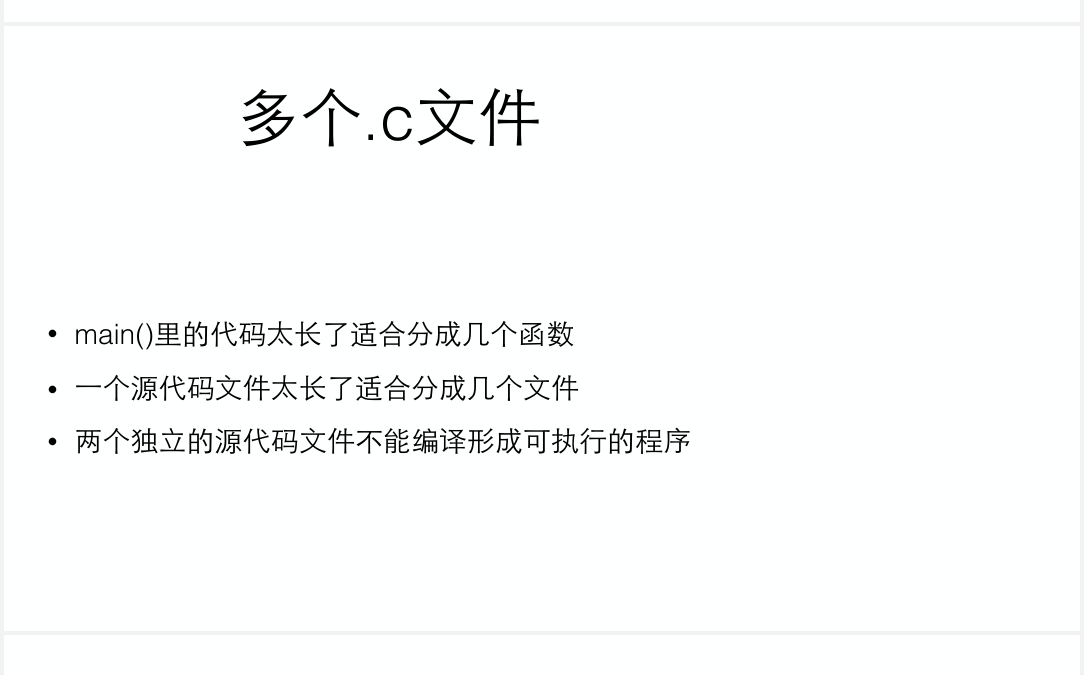 多个.c文件
• main()里的代码太长了适合分成几个函数
• 一个源代码文件太长了适合分成几个文件
• 两个独立的源代码文件不能编译形成可执行的程序